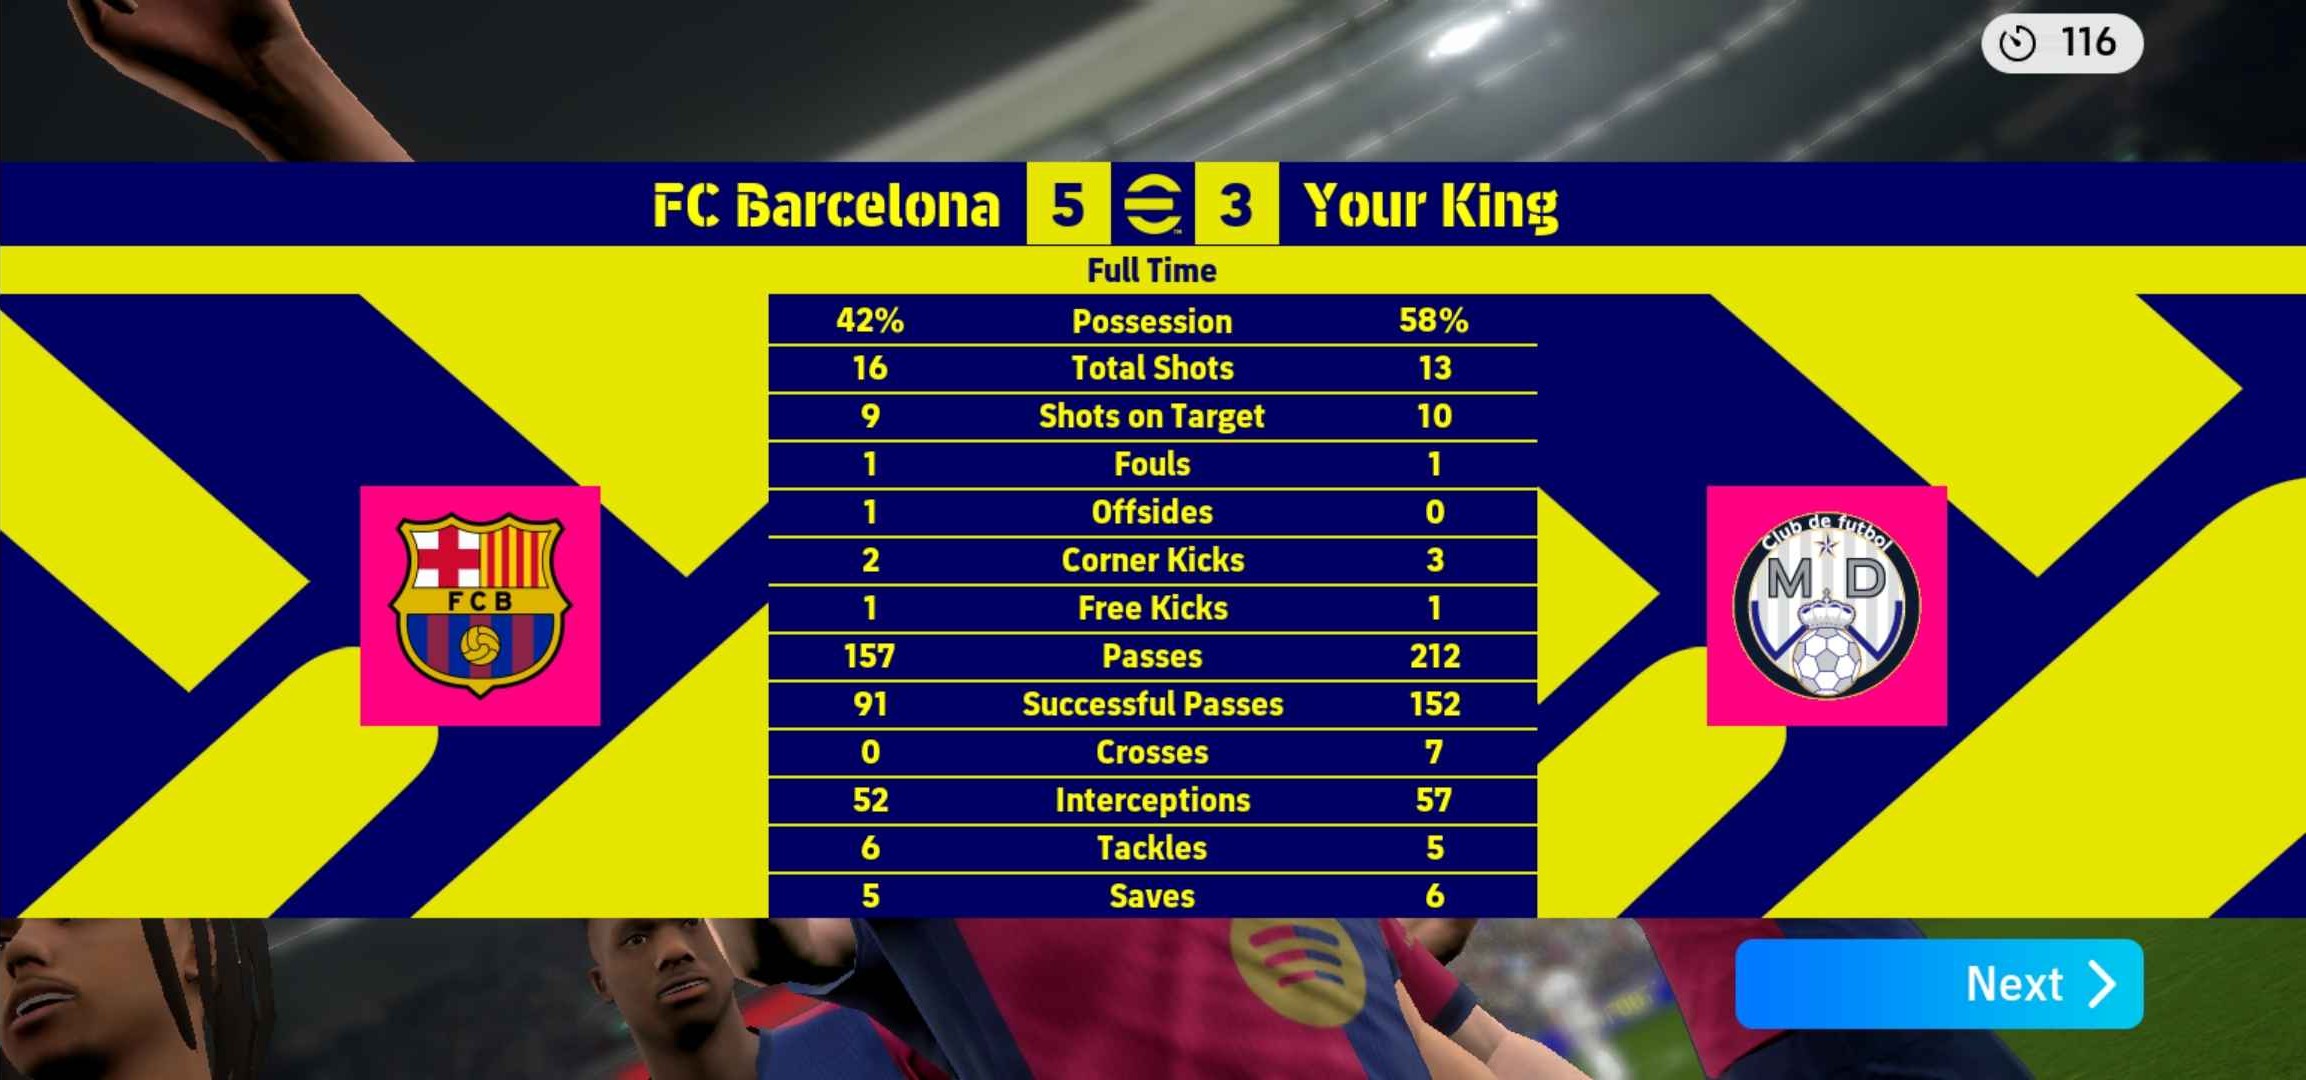 116
FC Barcelona 5 3 Your King
Full Time
42% Possession 58%
16 Total Shots 13
9 Shots on Target 10
1 Fouls 1
1 Offsides 0
2 Corner Kicks 3
1 Free Kicks 1
157 Passes 212
91 Successful Passes 152
0 Crosses 7
52 Interceptions 57
6 Tackles 5
5 Saves 6
FCB
Club de futbol
M D
Next